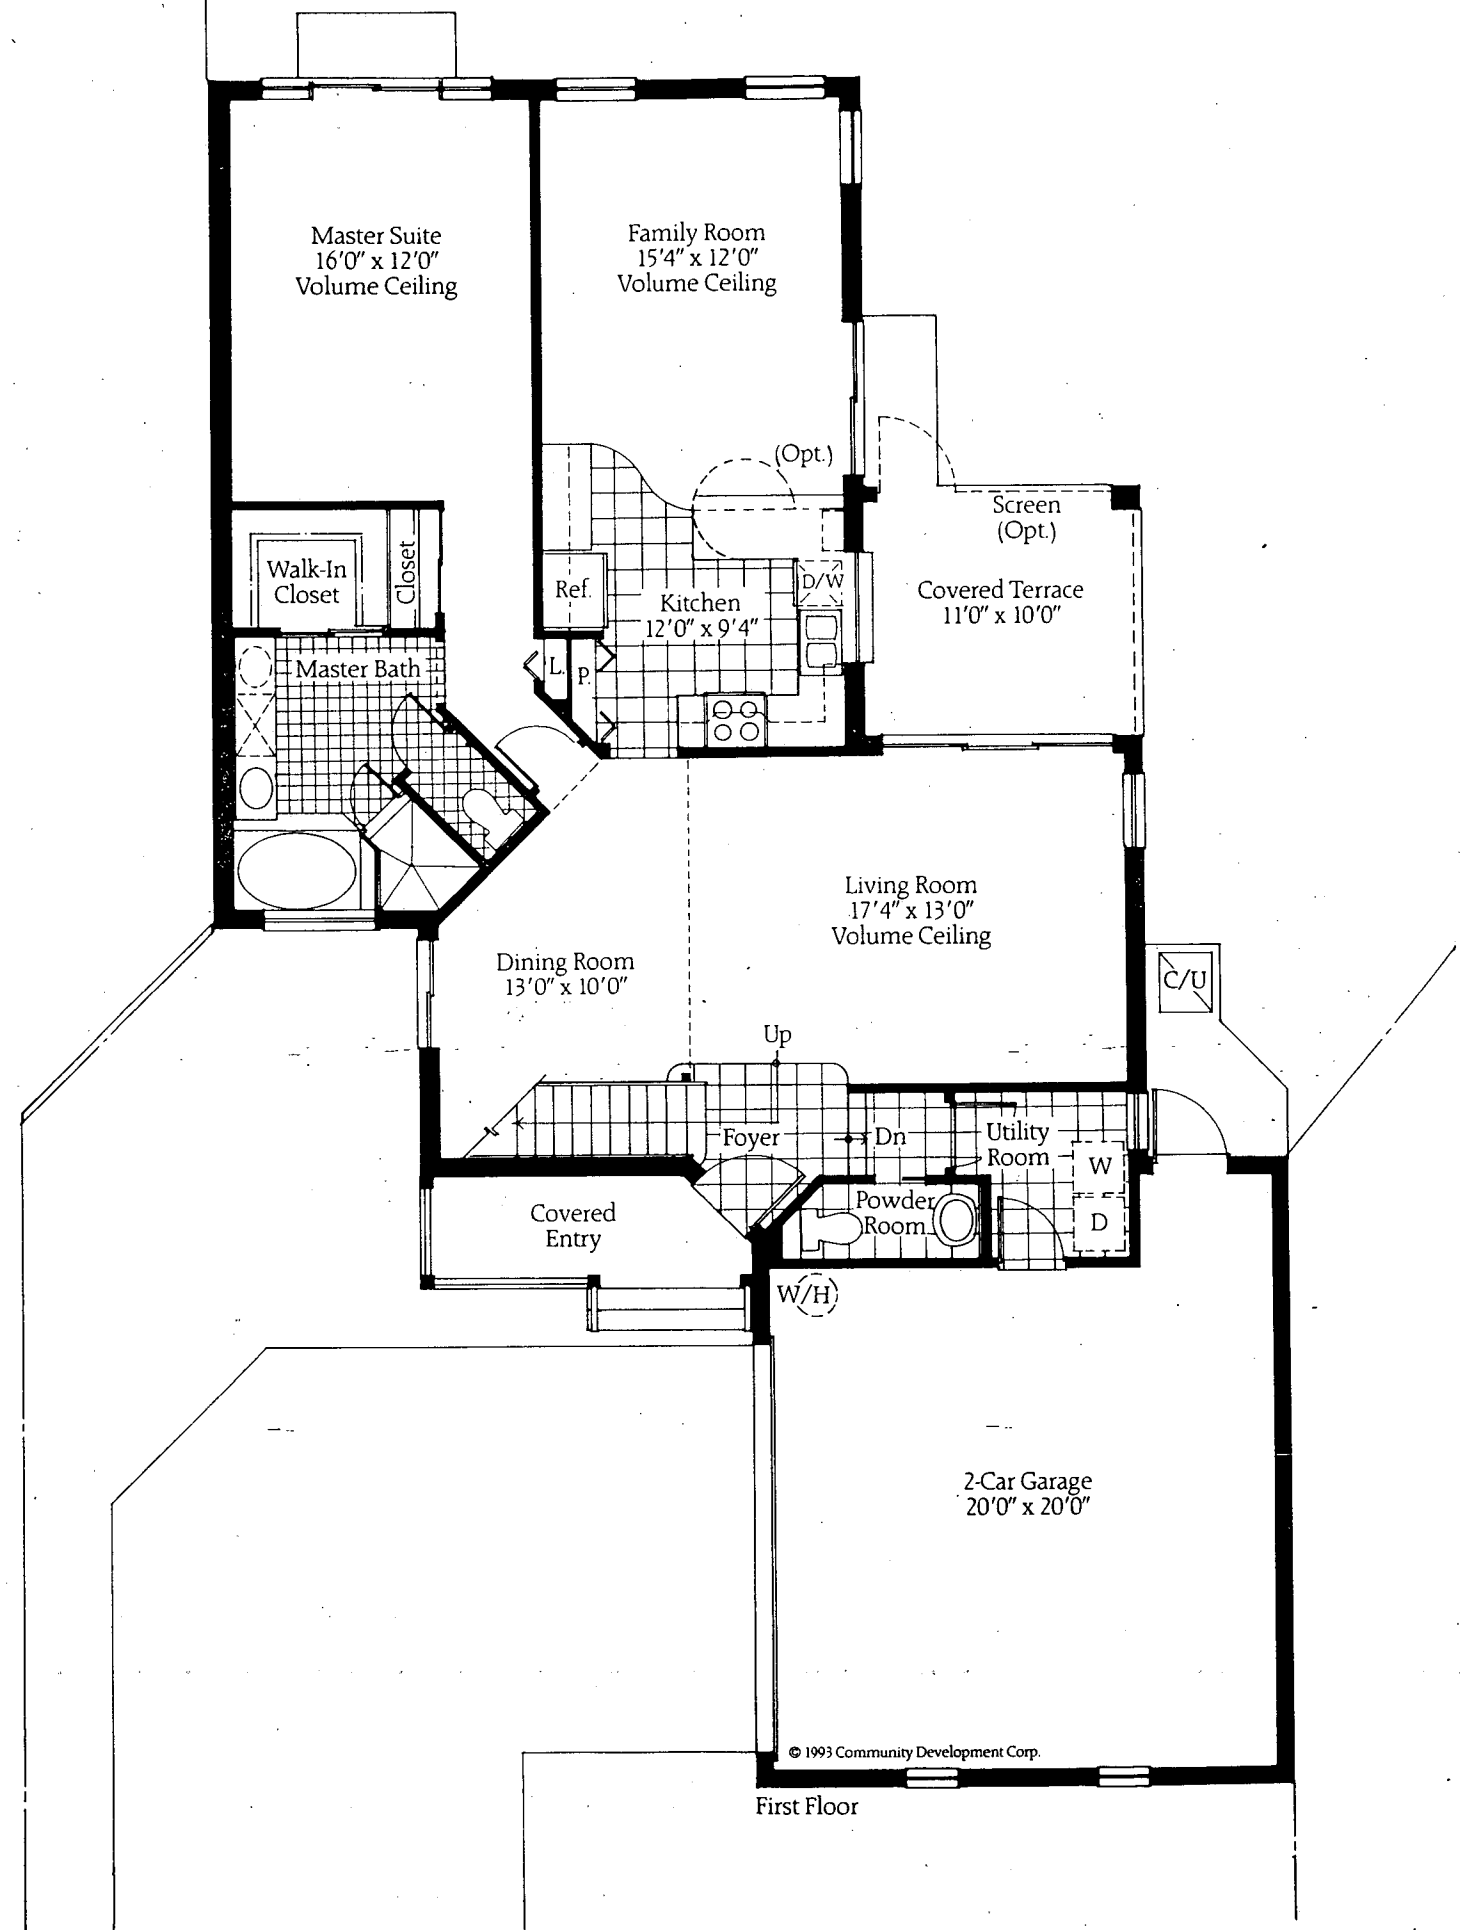 Master Suite
16'0" x 12'0"
Volume Ceiling
Family Room
15'4" x 12'0"
Volume Ceiling
(Opt.)
Screen
(Opt.)
Walk-In
Closet
Closet
Ref.
D/W
Kitchen
12'0" x 9'4"
Covered Terrace
11'0" x 10'0"
Master Bath
L.
P.
Living Room
17'4" x 13'0"
Volume Ceiling
Dining Room
13'0" x 10'0"
C/U
Up
Foyer
Dn
Utility
Room
W
D
Powder
Room
Covered
Entry
W/H
2-Car Garage
20'0" x 20'0"
© 1993 Community Development Corp.
First Floor